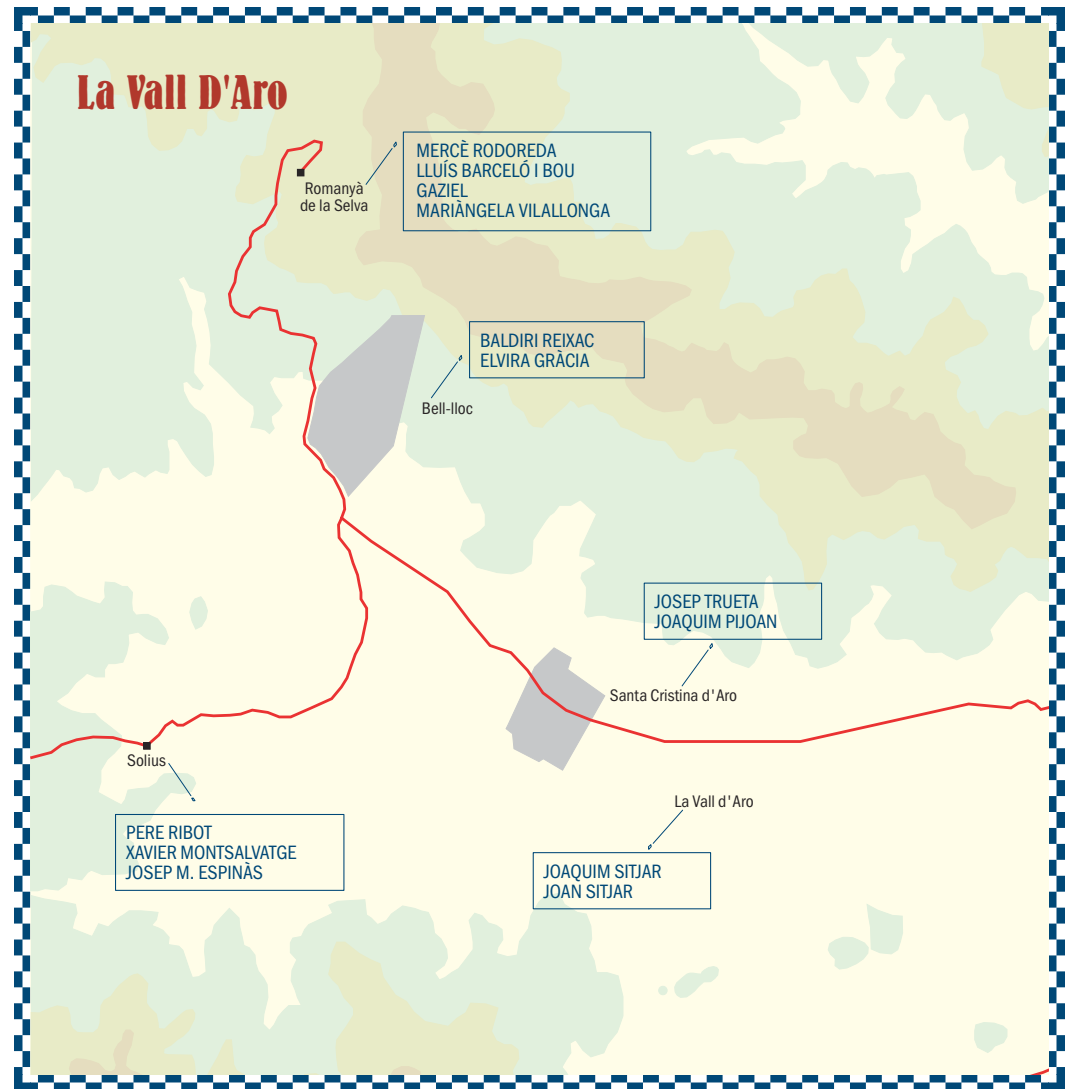 La Vall D'Aro
MERCÈ RODOREDA
LLUÍS BARCELÓ I BOU
GAZIEL
MARIÀNGELA VILALLONGA
Romanyà
de la Selva
BALDIRI REIXAC
ELVIRA GRÀCIA
Bell-lloc
JOSEP TRUETA
JOAQUIM PIJOAN
Santa Cristina d'Aro
Solius
La Vall d'Aro
PERE RIBOT
XAVIER MONTSALVATGE
JOSEP M. ESPINÀS
JOAQUIM SITJAR
JOAN SITJAR